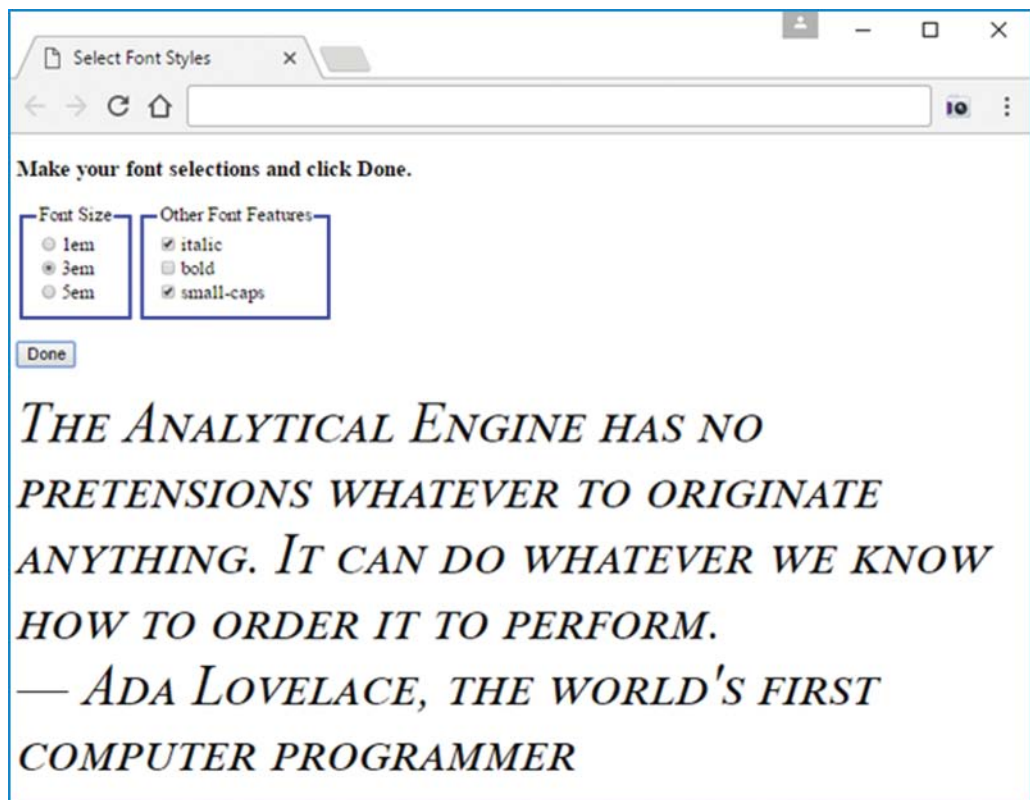 Select Font Styles
Make your font selections and click Done.
Font Size
1em
3em
5em
Other Font Features
italic
bold
small-caps
Done
The Analytical Engine has no
pretensions whatever to originate
anything. It can do whatever we know
how to order it to perform.
— Ada Lovelace, the world's first
computer programmer